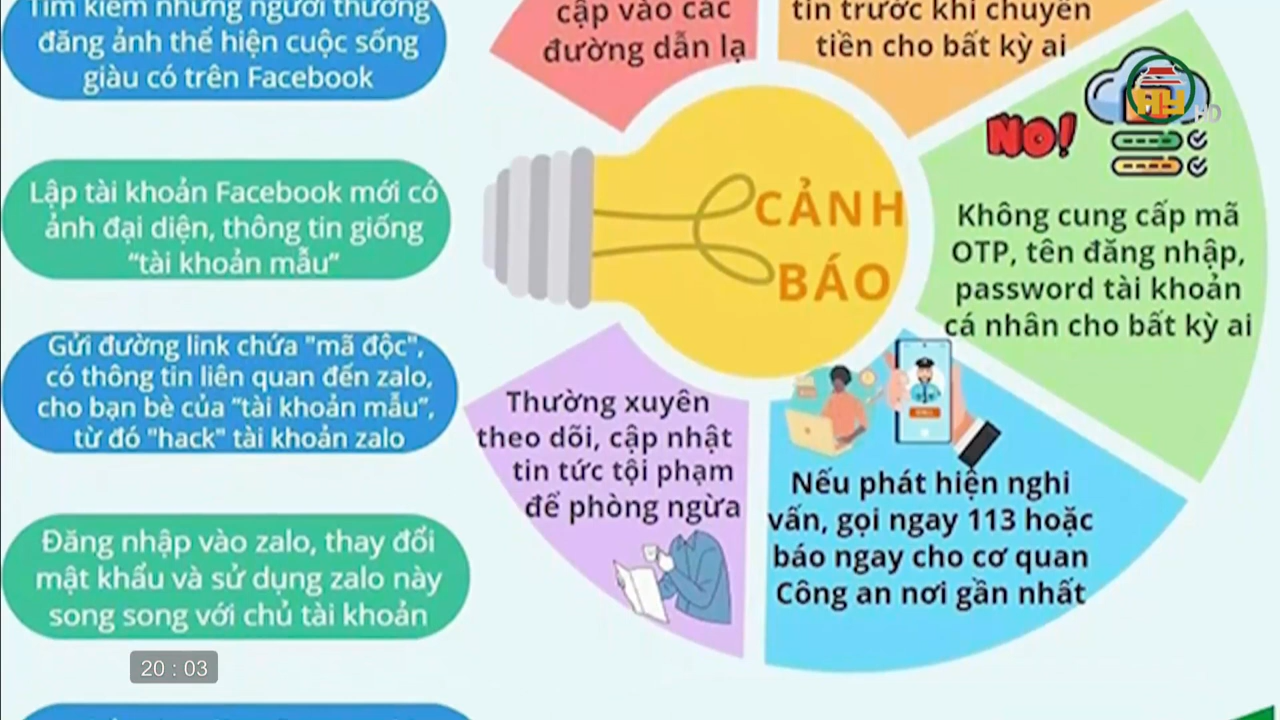 Tìm kiếm những người thường
đăng ảnh thể hiện cuộc sống
giàu có trên Facebook
Lập tài khoản Facebook mới có
ảnh đại diện, thông tin giống
“tài khoản mẫu”
Gửi đường link chứa "mã độc",
có thông tin liên quan đến zalo,
cho bạn bè của “tài khoản mẫu”,
từ đó "hack" tài khoản zalo
Đăng nhập vào zalo, thay đổi
mật khẩu và sử dụng zalo này
song song với chủ tài khoản
cập vào các
đường dẫn lạ
tin trước khi chuyển
tiền cho bất kỳ ai
CẢNH
BÁO
NO!
HD
Không cung cấp mã
OTP, tên đăng nhập,
password tài khoản
cá nhân cho bất kỳ ai
Thường xuyên
theo dõi, cập nhật
tin tức tội phạm
để phòng ngừa
Nếu phát hiện nghi
vấn, gọi ngay 113 hoặc
báo ngay cho cơ quan
Công an nơi gần nhất
20 : 03